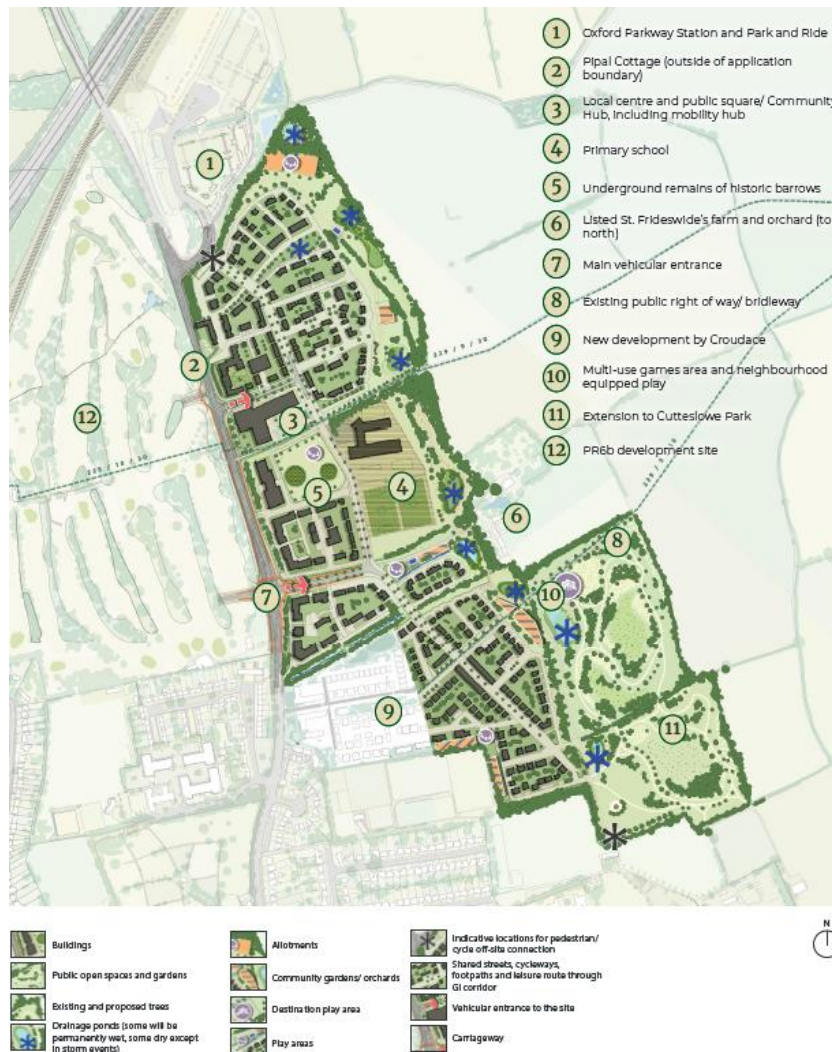 1 Oxford Parkway Station and Park and Ride
2 Pipal Cottage (outside of application
boundary)
3 Local centre and public square/ Community
Hub, including mobility hub
4 Primary school
5 Underground remains of historic barrows
6 Listed St. Frideswide's farm and orchard (to
north)
7 Main vehicular entrance
8 Existing public right of way/ bridleway
9 New development by Croudace
10 Multi-use games area and neighbourhood
equipped play
11 Extension to Cutteslowe Park
12 PR6b development site
1
2
3
4
5
6
7
8
9
10
11
12
229 / 9 / 30
229 / 10 / 30
N
Buildings
Public open spaces and gardens
Existing and proposed trees
Drainage ponds (some will be
permanently wet, some dry except
in storm events)
Allotments
Community gardens/ orchards
Destination play area
Play areas
Indicative locations for pedestrian/
cycle off-site connection
Shared streets, cycleways,
footpaths and leisure route through
GI corridor
Vehicular entrance to the site
Carriageway